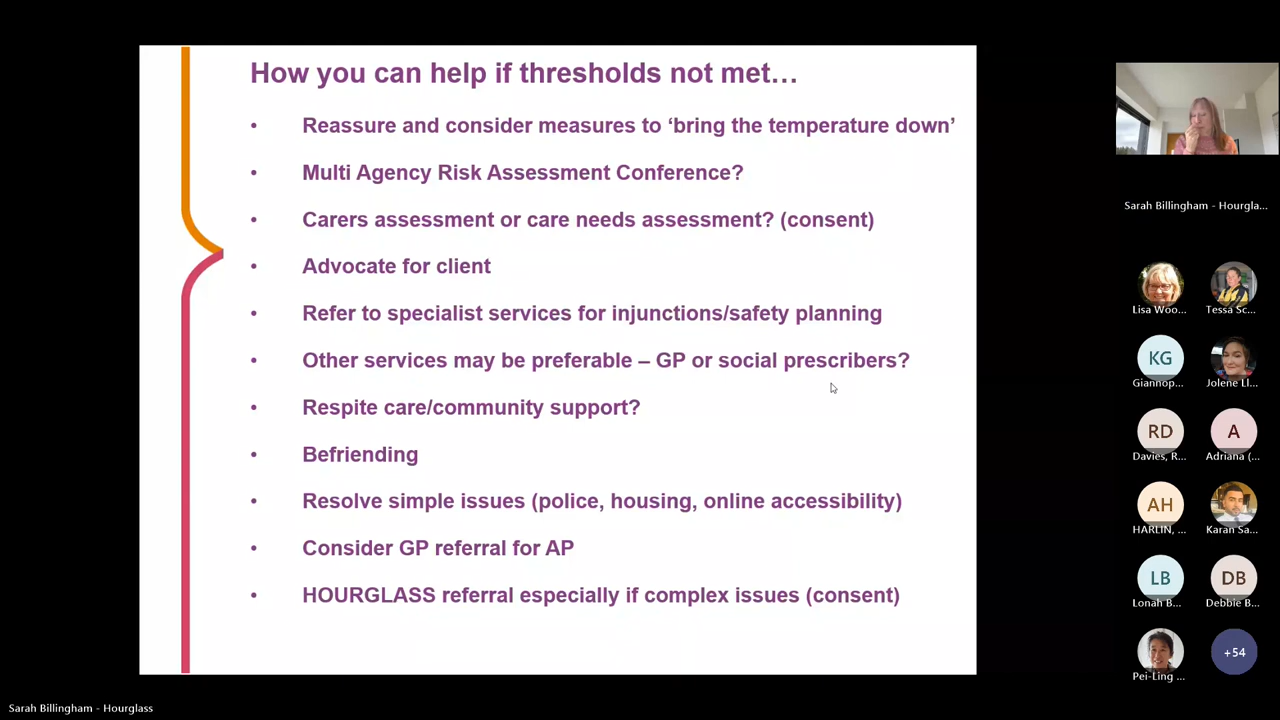 How you can help if thresholds not met…
• Reassure and consider measures to ‘bring the temperature down’
• Multi Agency Risk Assessment Conference?
• Carers assessment or care needs assessment? (consent)
• Advocate for client
• Refer to specialist services for injunctions/safety planning
• Other services may be preferable – GP or social prescribers?
• Respite care/community support?
• Befriending
• Resolve simple issues (police, housing, online accessibility)
• Consider GP referral for AP
• HOURGLASS referral especially if complex issues (consent)
Sarah Billingham - Hourgla...
Lisa Woo...
Tessa Sc...
KG
Giannop...
Jolene Ll...
RD
Davies, R...
A
Adriana (...
AH
HARLIN, ...
Karan Sa...
LB
Lonah B...
DB
Debbie B...
Pei-Ling ...
+54
Sarah Billingham - Hourglass